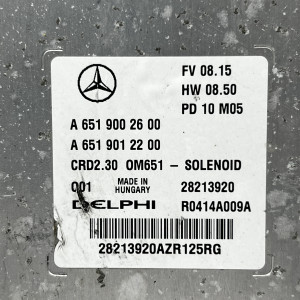 FV 08.15
HW 08.50
PD 10 M05
A 651 900 26 00
A 651 901 22 00
CRD2.30 OM651 - SOLENOID
001 MADE IN HUNGARY 28213920
DELPHI R0414A009A
28213920AZR125RG